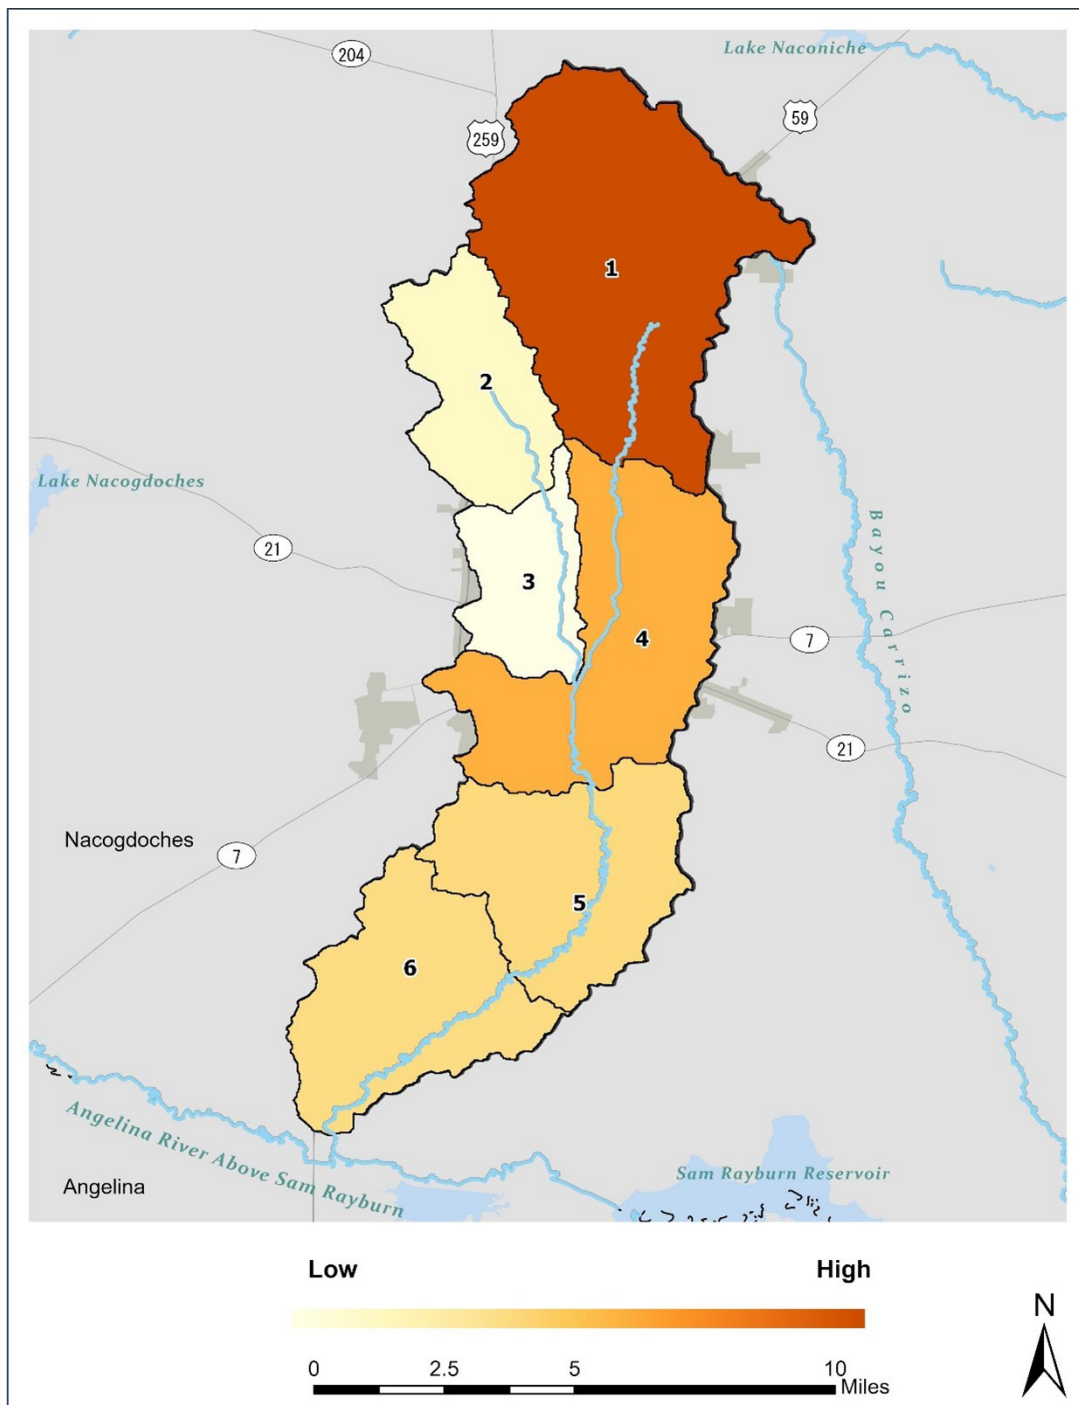 204
Lake Naconiche
59
259
1
2
Lake Nacogdoches
21
Bayou Carrizo
3
4
7
21
Nacogdoches
7
5
6
Angelina River Above Sam Rayburn
Sam Rayburn Reservoir
Angelina
Low High
N
0 2.5 5 10
Miles